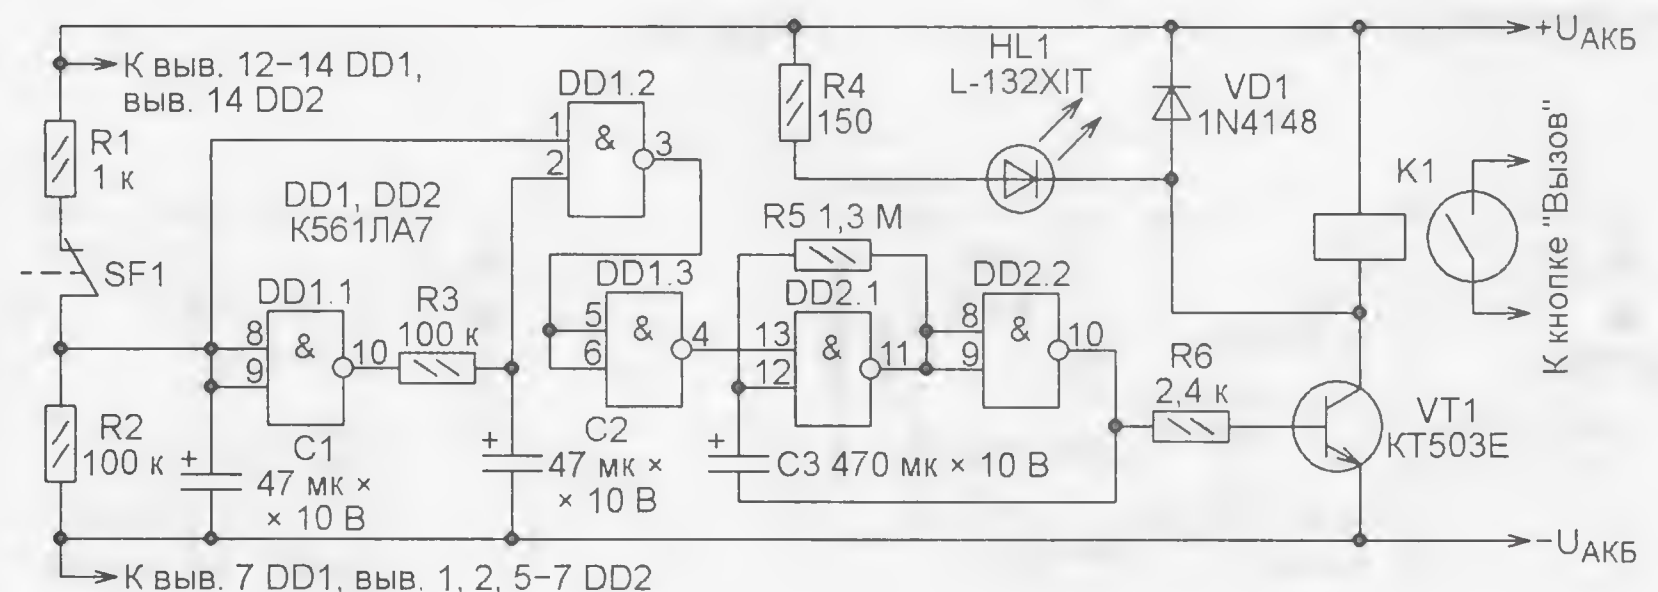 +UАКБ
К выв. 12–14 DD1,
выв. 14 DD2
HL1
L-132XIT
DD1.2
R4
150
VD1
1N4148
R1
1 к
1
2
&
3
К1
К кнопке "Вызов"
DD1, DD2
К561ЛА7
R5 1,3 М
SF1
DD1.1
R3
100 к
DD1.3
DD2.1
DD2.2
8
9
&
10
5
6
&
4
13
12
&
11
8
9
&
10
R6
2,4 к
R2
100 к
+
C1
47 мк ×
× 10 В
+
C2
47 мк ×
× 10 В
+
C3 470 мк × 10 В
VT1
КТ503Е
–UАКБ
К выв. 7 DD1, выв. 1, 2, 5–7 DD2